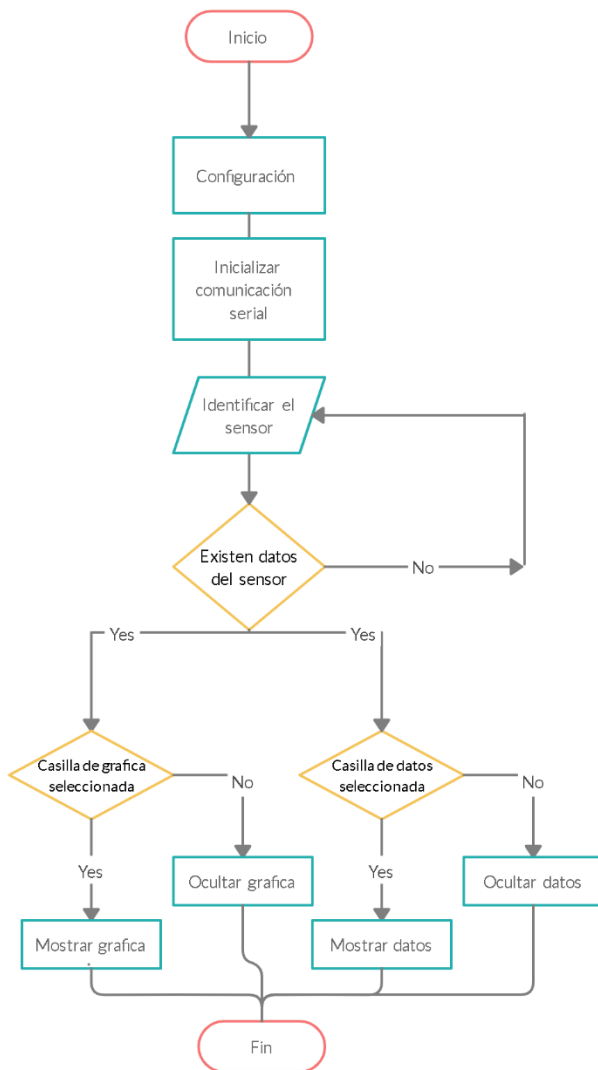 Inicio
Configuración
Inicializar
comunicación
serial
Identificar el
sensor
Existen datos
del sensor
No
Yes
Yes
Casilla de grafica
seleccionada
No
Casilla de datos
seleccionada
No
Yes
Ocultar grafica
Yes
Ocultar datos
Mostrar grafica
Mostrar datos
Fin